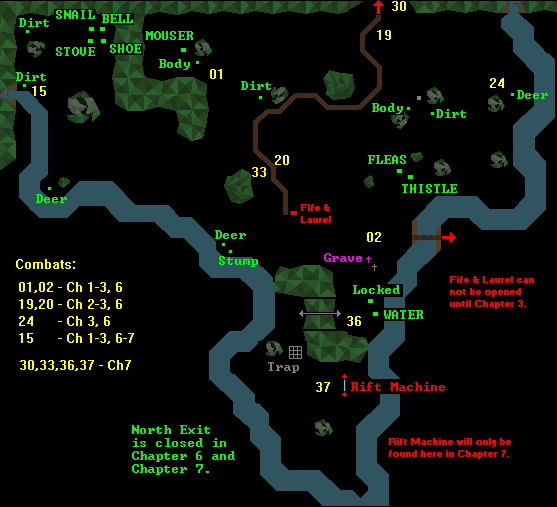 30
SNAIL
BELL
Dirt
19
MOUSER
STOVE
SHOE
Body
01
Dirt
15
Dirt
24
Deer
Body
Dirt
20
FLEAS
33
THISTLE
Deer
Fife &
Laurel
Deer
02
Stump
Grave
Combats:
01,02 - Ch 1-3, 6
19,20 - Ch 2-3, 6
24 - Ch 3, 6
15 - Ch 1-3, 6-7
30,33,36,37 - Ch7
Fife & Laurel can
not be opened
until Chapter 3.
Locked
36
WATER
Trap
37
Rift Machine
North Exit
is closed in
Chapter 6 and
Chapter 7.
Rift Machine will only be
found here in Chapter 7.